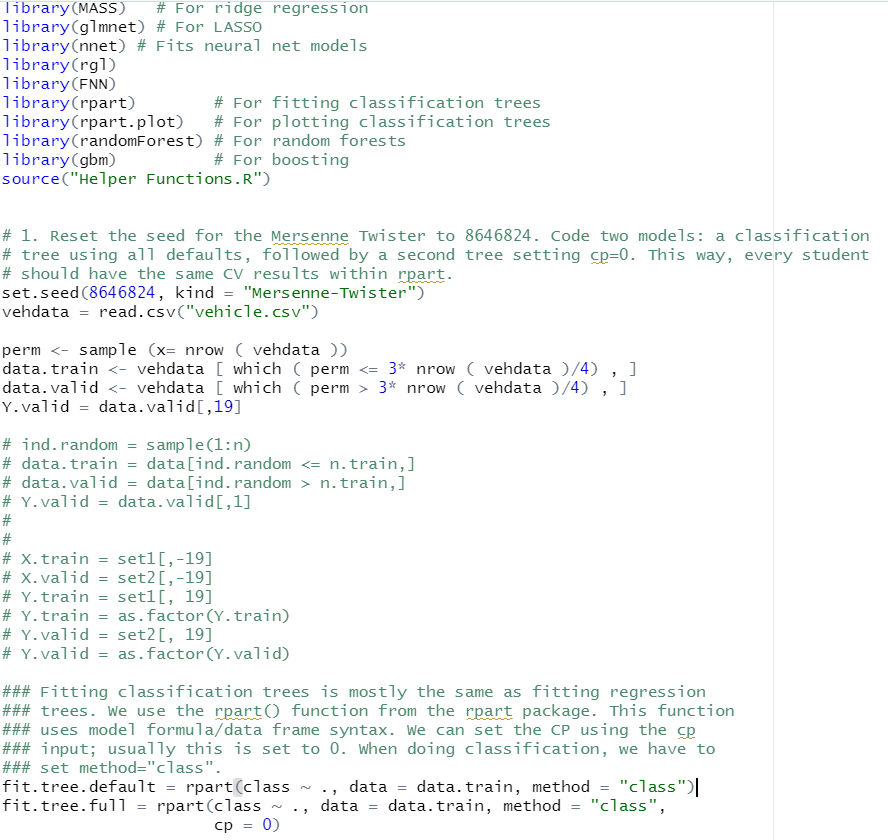 library(MASS)   # For ridge regression
library(glmnet) # For LASSO
library(nnet) # Fits neural net models
library(rgl)
library(FNN)
library(rpart)        # For fitting classification trees
library(rpart.plot)   # For plotting classification trees
library(randomForest) # For random forests
library(gbm)          # For boosting
source("Helper Functions.R")


# 1. Reset the seed for the Mersenne Twister to 8646824. Code two models: a classification
# tree using all defaults, followed by a second tree setting cp=0. This way, every student
# should have the same CV results within rpart.
set.seed(8646824, kind = "Mersenne-Twister")
vehdata = read.csv("vehicle.csv")

perm <- sample (x= nrow ( vehdata ))
data.train <- vehdata [ which ( perm <= 3* nrow ( vehdata )/4) , ]
data.valid <- vehdata [ which ( perm > 3* nrow ( vehdata )/4) , ]
Y.valid = data.valid[,19]

# ind.random = sample(1:n)
# data.train = data[ind.random <= n.train,]
# data.valid = data[ind.random > n.train,]
# Y.valid = data.valid[,1]
#
#
# X.train = set1[,-19]
# X.valid = set2[,-19]
# Y.train = set1[, 19]
# Y.train = as.factor(Y.train)
# Y.valid = set2[, 19]
# Y.valid = as.factor(Y.valid)

### Fitting classification trees is mostly the same as fitting regression
### trees. We use the rpart() function from the rpart package. This function
### uses model formula/data frame syntax. We can set the CP using the cp
### input; usually this is set to 0. When doing classification, we have to
### set method="class".
fit.tree.default = rpart(class ~ ., data = data.train, method = "class")
fit.tree.full = rpart(class ~ ., data = data.train, method = "class",
                      cp = 0)